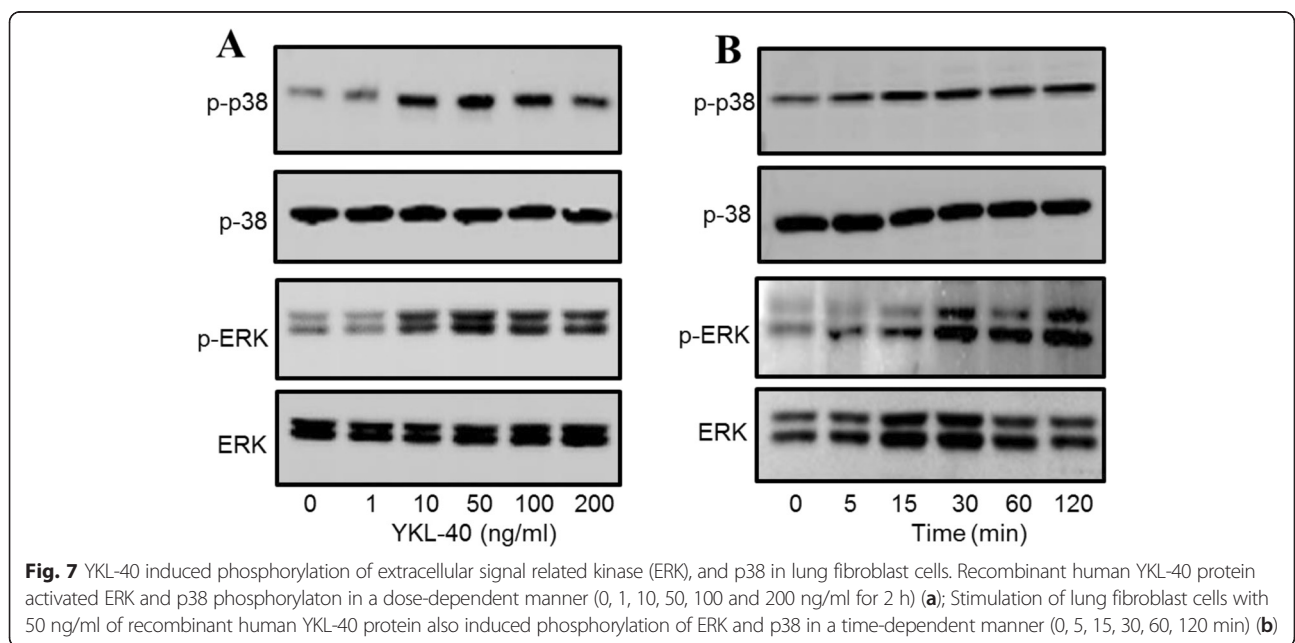 A
p-p38
p-38
p-ERK
ERK
0 1 10 50 100 200
YKL-40 (ng/ml)
B
p-p38
p-38
p-ERK
ERK
0 5 15 30 60 120
Time (min)
Fig. 7 YKL-40 induced phosphorylation of extracellular signal related kinase (ERK), and p38 in lung fibroblast cells. Recombinant human YKL-40 protein
activated ERK and p38 phosphorylaton in a dose-dependent manner (0, 1, 10, 50, 100 and 200 ng/ml for 2 h) (a); Stimulation of lung fibroblast cells with
50 ng/ml of recombinant human YKL-40 protein also induced phosphorylation of ERK and p38 in a time-dependent manner (0, 5, 15, 30, 60, 120 min) (b)